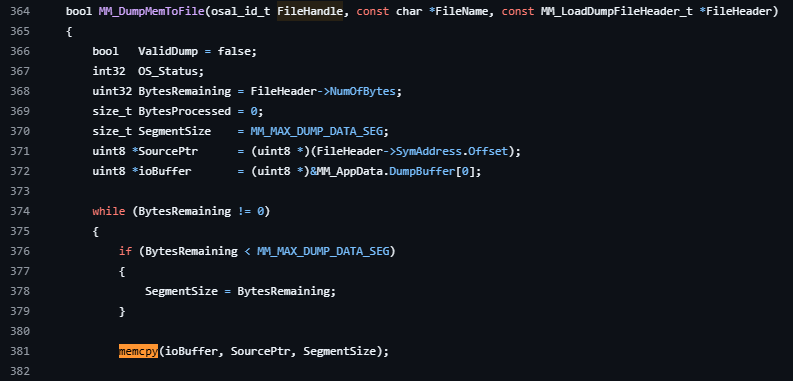 364 bool MM_DumpMemToFile(osal_id_t FileHandle, const char *FileName, const MM_LoadDumpFileHeader_t *FileHeader)
365 {
366     bool   ValidDump = false;
367     int32  OS_Status;
368     uint32 BytesRemaining = FileHeader->NumOfBytes;
369     size_t BytesProcessed = 0;
370     size_t SegmentSize    = MM_MAX_DUMP_DATA_SEG;
371     uint8 *SourcePtr      = (uint8 *)(FileHeader->SymAddress.Offset);
372     uint8 *ioBuffer       = (uint8 *)&MM_AppData.DumpBuffer[0];
373
374     while (BytesRemaining != 0)
375     {
376         if (BytesRemaining < MM_MAX_DUMP_DATA_SEG)
377         {
378             SegmentSize = BytesRemaining;
379         }
380
381         memcpy(ioBuffer, SourcePtr, SegmentSize);
382